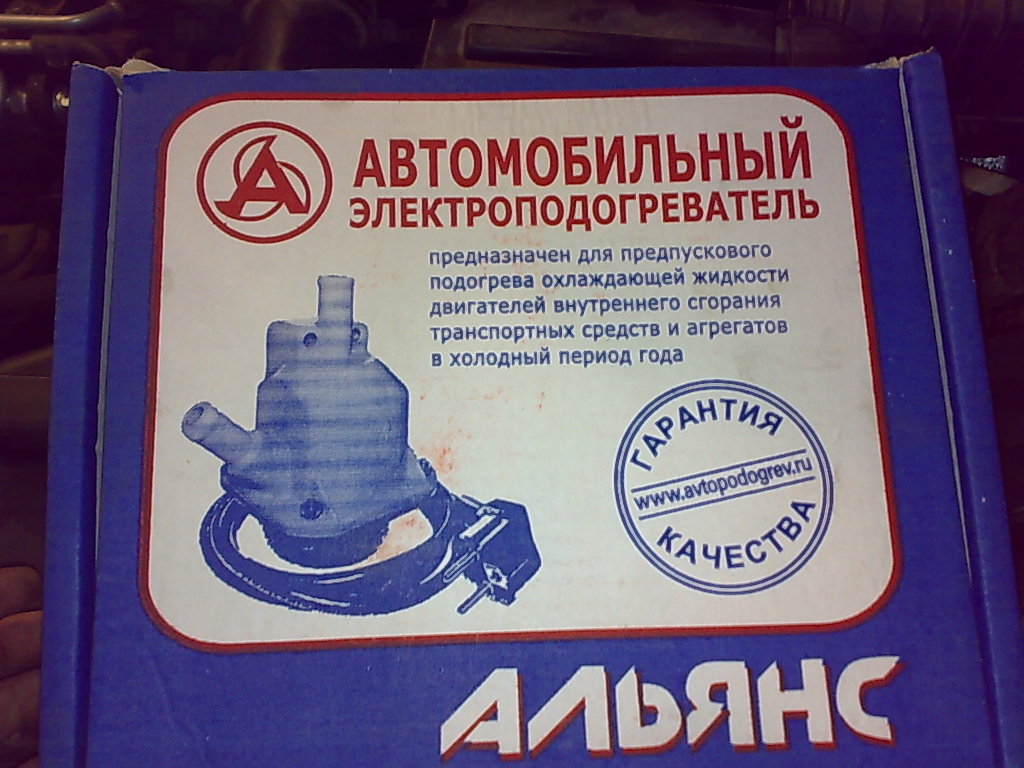 АВТОМОБИЛЬНЫЙ
ЭЛЕКТРОПОДОГРЕВАТЕЛЬ
предназначен для предпускового
подогрева охлаждающей жидкости
двигателей внутреннего сгорания
транспортных средств и агрегатов
в холодный период года
ГАРАНТИЯ
www.avtopodogrev.ru
КАЧЕСТВА
АЛЬЯНС